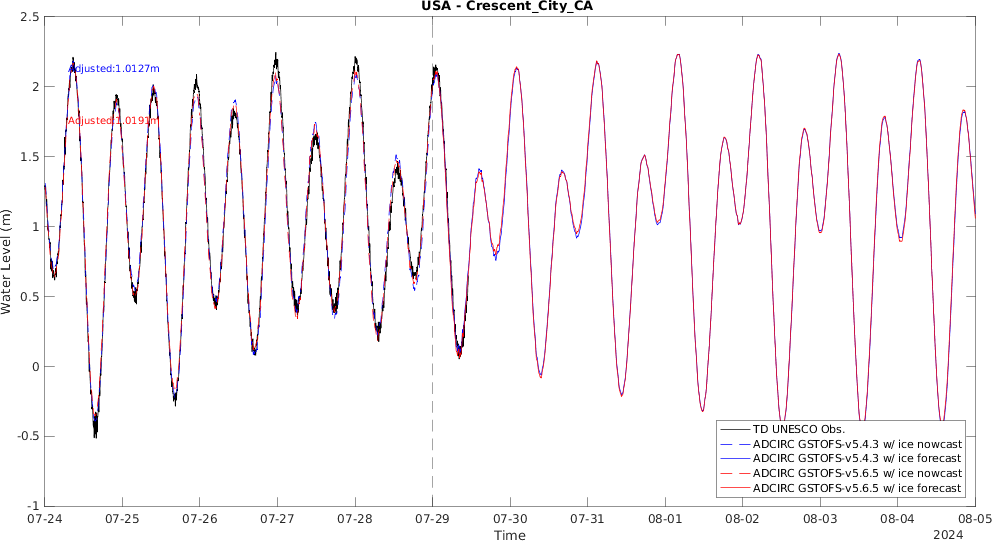 USA - Crescent_City_CA
2.5
2
1.5
1
0.5
0
-0.5
-1
Water Level (m)
Adjusted:1.0127m
Adjusted:1.0191m
TD UNESCO Obs.
ADCIRC GSTOFS-v5.4.3 w/ ice nowcast
ADCIRC GSTOFS-v5.4.3 w/ ice forecast
ADCIRC GSTOFS-v5.6.5 w/ ice nowcast
ADCIRC GSTOFS-v5.6.5 w/ ice forecast
07-24 07-25 07-26 07-27 07-28 07-29 07-30 07-31 08-01 08-02 08-03 08-04 08-05
Time
2024